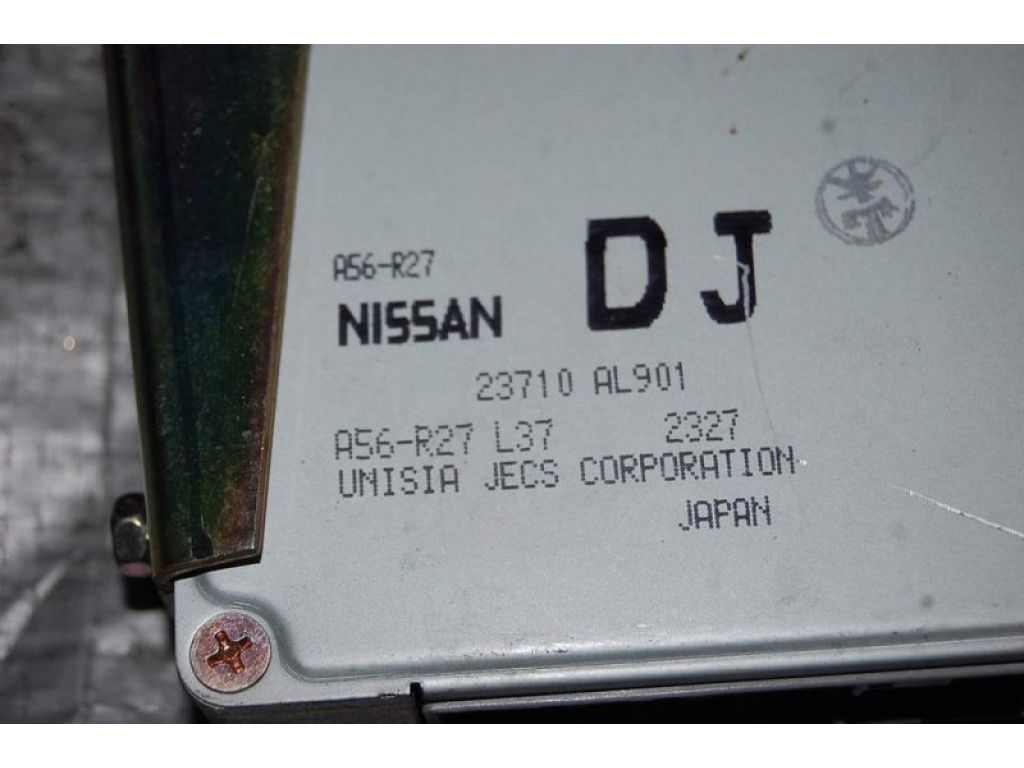 A56-R27
NISSAN DJ
23710 AL901
A56-R27 L37 2327
UNISIA JECS CORPORATION
JAPAN